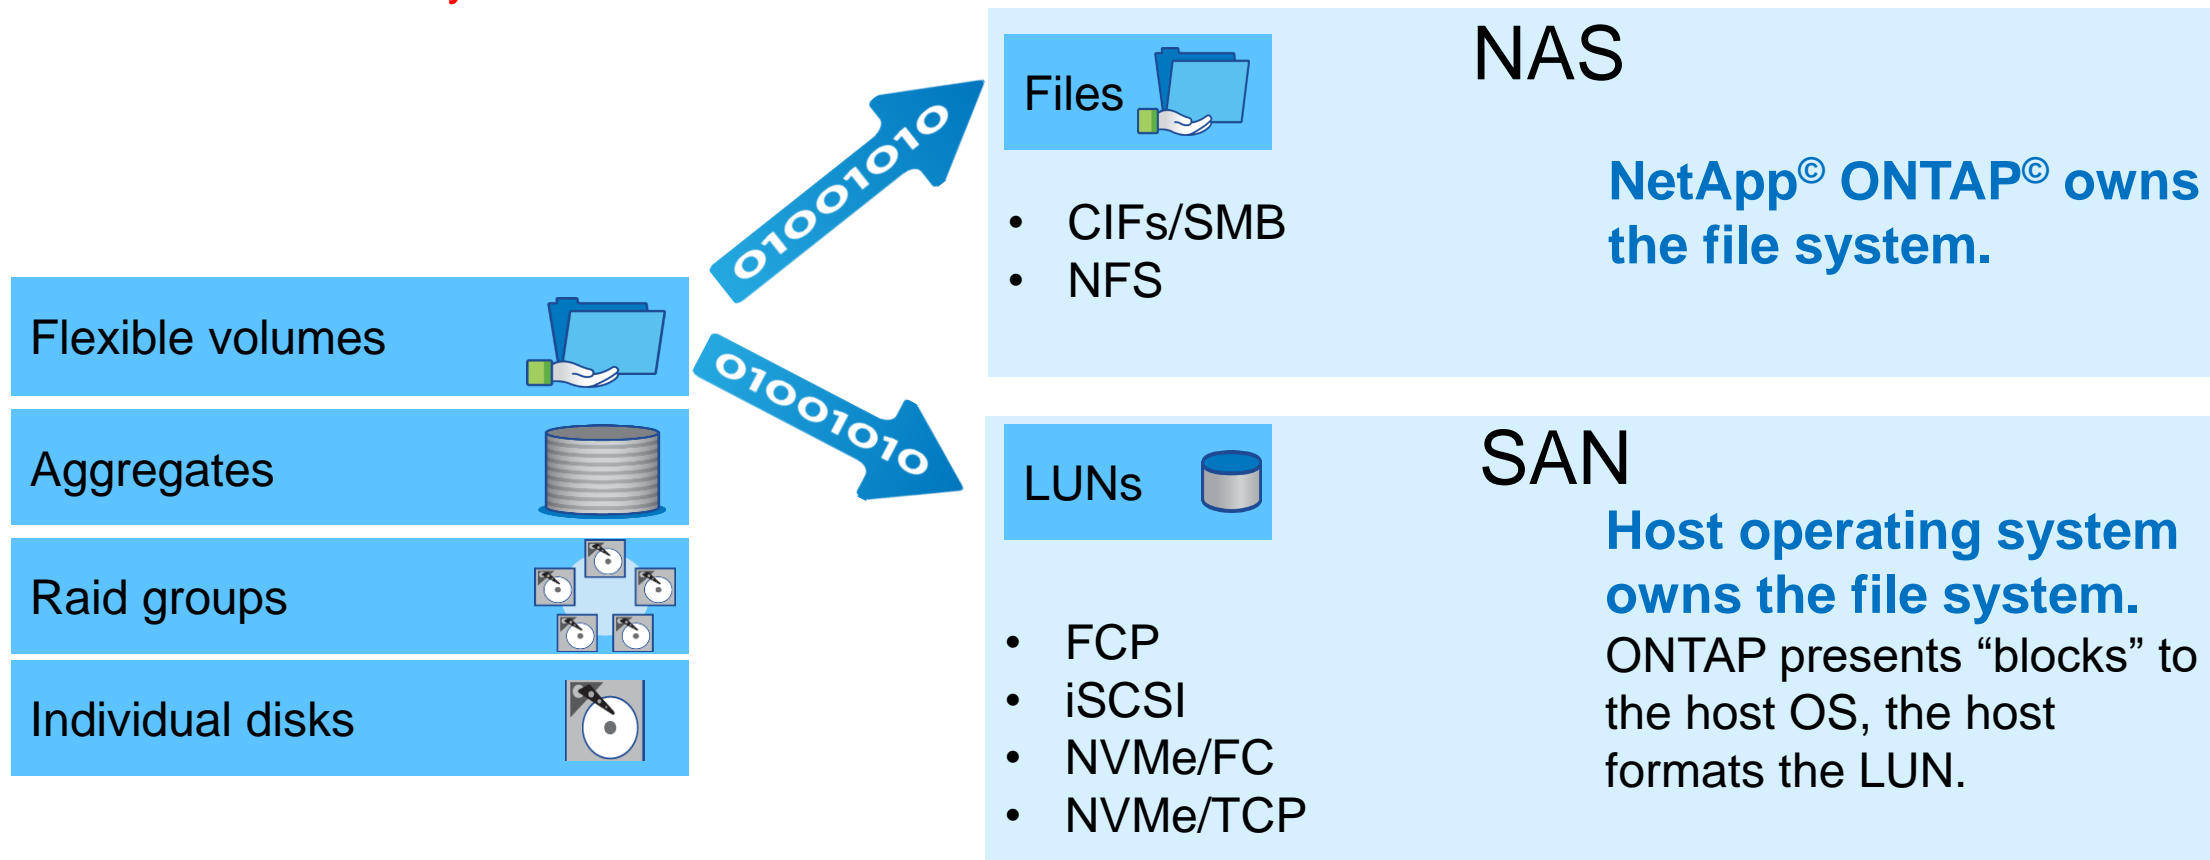 Flexible volumes
Aggregates
Raid groups
Individual disks
01001010
01001010
Files
NAS
• CIFs/SMB
• NFS
NetApp© ONTAP© owns
the file system.
LUNs
SAN
• FCP
• iSCSI
• NVMe/FC
• NVMe/TCP
Host operating system
owns the file system.
ONTAP presents “blocks” to
the host OS, the host
formats the LUN.